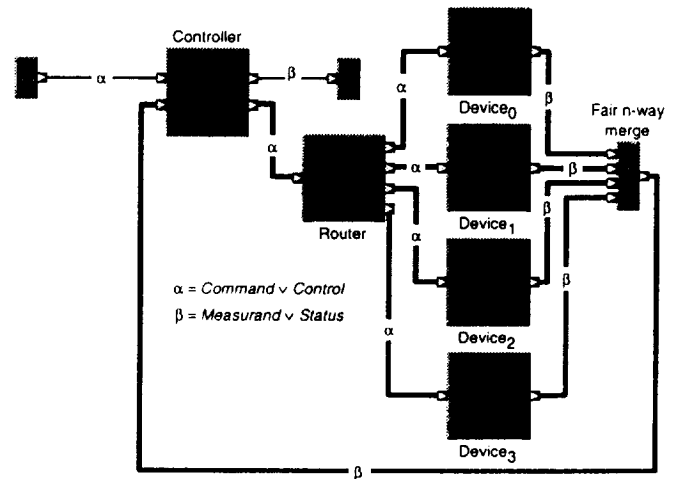 Controller
α
β
α
α
Device0
β
Fair n-way
merge
α
β
Device1
Router
α
β
α = Command ∨ Control
β = Measurand ∨ Status
α
β
Device2
Device3
β